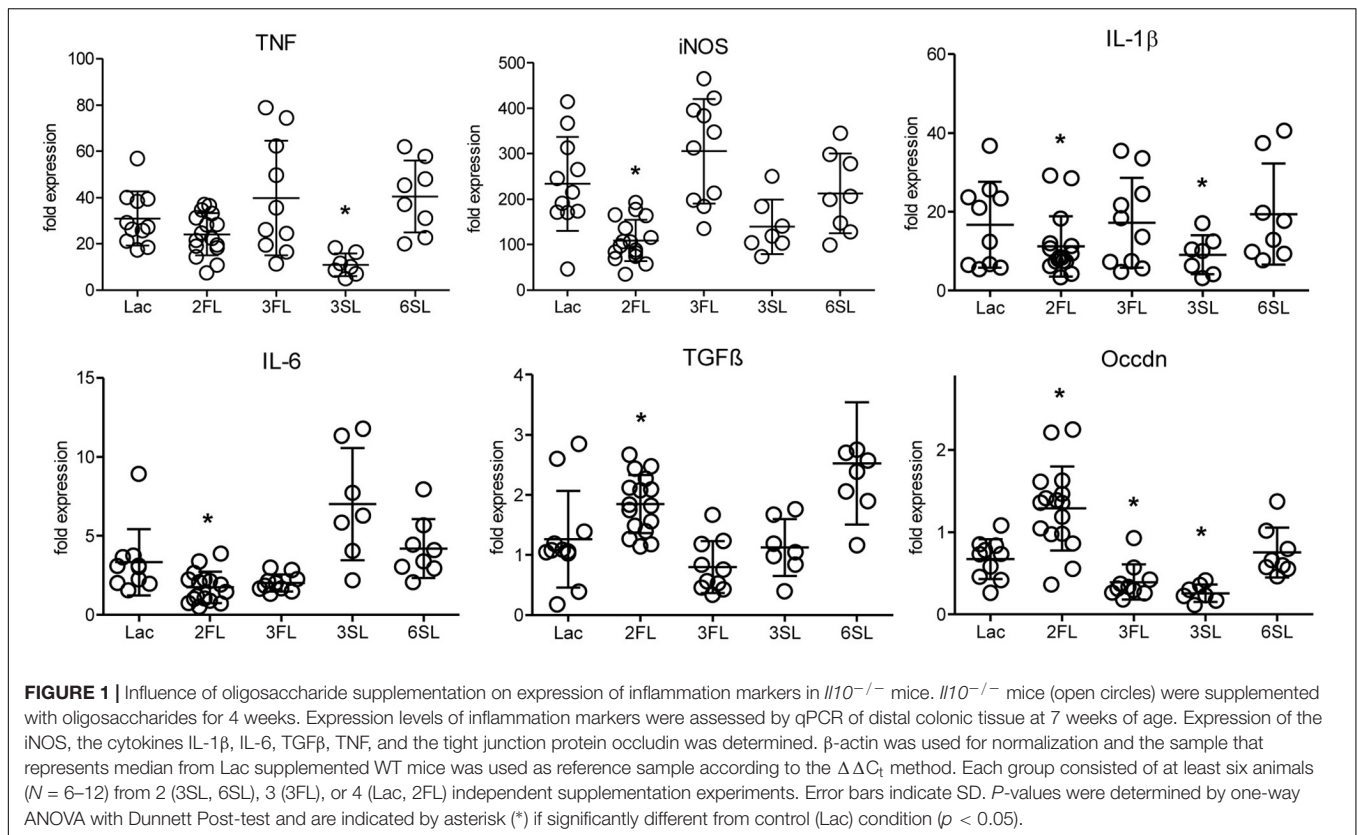 TNF
fold expression
100
80
60
40
20
0
*
Lac 2FL 3FL 3SL 6SL
iNOS
fold expression
500
400
300
200
100
0
*
Lac 2FL 3FL 3SL 6SL
IL-1β
fold expression
60
40
20
0
* *
Lac 2FL 3FL 3SL 6SL
IL-6
fold expression
15
10
5
0
*
Lac 2FL 3FL 3SL 6SL
TGFß
fold expression
4
3
2
1
0
*
Lac 2FL 3FL 3SL 6SL
Occdn
fold expression
2
1
0
* * *
Lac 2FL 3FL 3SL 6SL
FIGURE 1 | Influence of oligosaccharide supplementation on expression of inflammation markers in Il10−/− mice. Il10−/− mice (open circles) were supplemented
with oligosaccharides for 4 weeks. Expression levels of inflammation markers were assessed by qPCR of distal colonic tissue at 7 weeks of age. Expression of the
iNOS, the cytokines IL-1β, IL-6, TGFβ, TNF, and the tight junction protein occludin was determined. β-actin was used for normalization and the sample that
represents median from Lac supplemented WT mice was used as reference sample according to the ΔΔCt method. Each group consisted of at least six animals
(N = 6–12) from 2 (3SL, 6SL), 3 (3FL), or 4 (Lac, 2FL) independent supplementation experiments. Error bars indicate SD. P-values were determined by one-way
ANOVA with Dunnett Post-test and are indicated by asterisk (*) if significantly different from control (Lac) condition (p < 0.05).